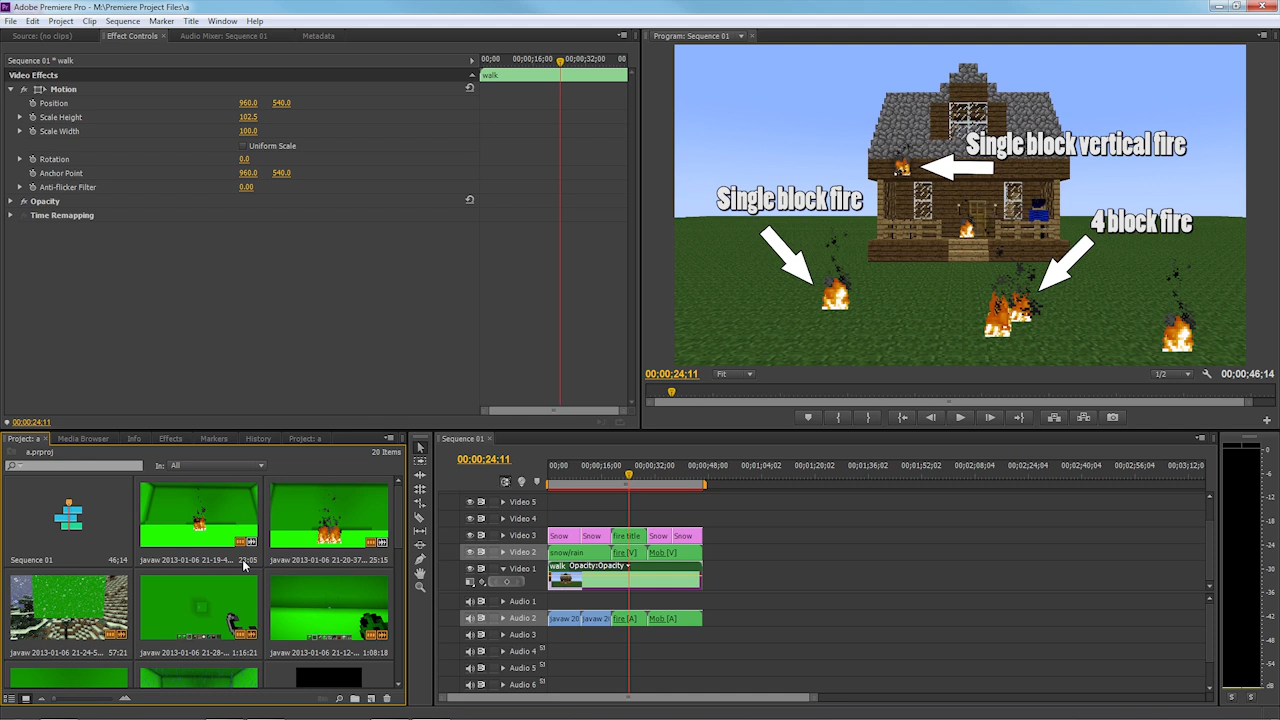 Adobe Premiere Pro - M:\Premiere Project Files\a
File Edit Project Clip Sequence Marker Title Window Help
Source: (no clips) Effect Controls Audio Mixer: Sequence 01 Metadata
Program: Sequence 01
Sequence 01 * walk
00;00 00;00;16;00 00;00;32;00 00
Video Effects
walk
Motion
Position 960.0 540.0
Scale Height 102.5
Scale Width 100.0
Uniform Scale
Rotation 0.0
Anchor Point 960.0 540.0
Anti-flicker Filter 0.00
Opacity
Time Remapping
Single block vertical fire
Single block fire
4 block fire
00;00;24;11 Fit 1/2 00;00;46;14
00;00;24;11
Project: a Media Browser Info Effects Markers History Project: a
a.prproj 20 Items
In: All
Sequence 01 46;14
javaw 2013-01-06 21-19-4... 23;05
javaw 2013-01-06 21-20-37... 25;15
javaw 2013-01-06 21-24-5... 57;21
javaw 2013-01-06 21-28-... 1;16;21
javaw 2013-01-06 21-12-... 1;08;18
Sequence 01
00;00;24;11
00;00 00;00;16;00 00;00;32;00 00;00;48;00 00;01;04;02 00;01;20;02 00;01;36;02 00;01;52;02 00;02;08;04 00;02;24;04 00;02;40;04 00;02;56;04 00;03;12;0
Video 5
Video 4
Video 3 Snow Snow fire title Snow Snow
Video 2 snow/rain fire [V] Mob [V]
Video 1 walk Opacity:Opacity
Audio 1
Audio 2 javaw 20 javaw 2 fire [A] Mob [A]
Audio 3
Audio 4
Audio 5
Audio 6
S S